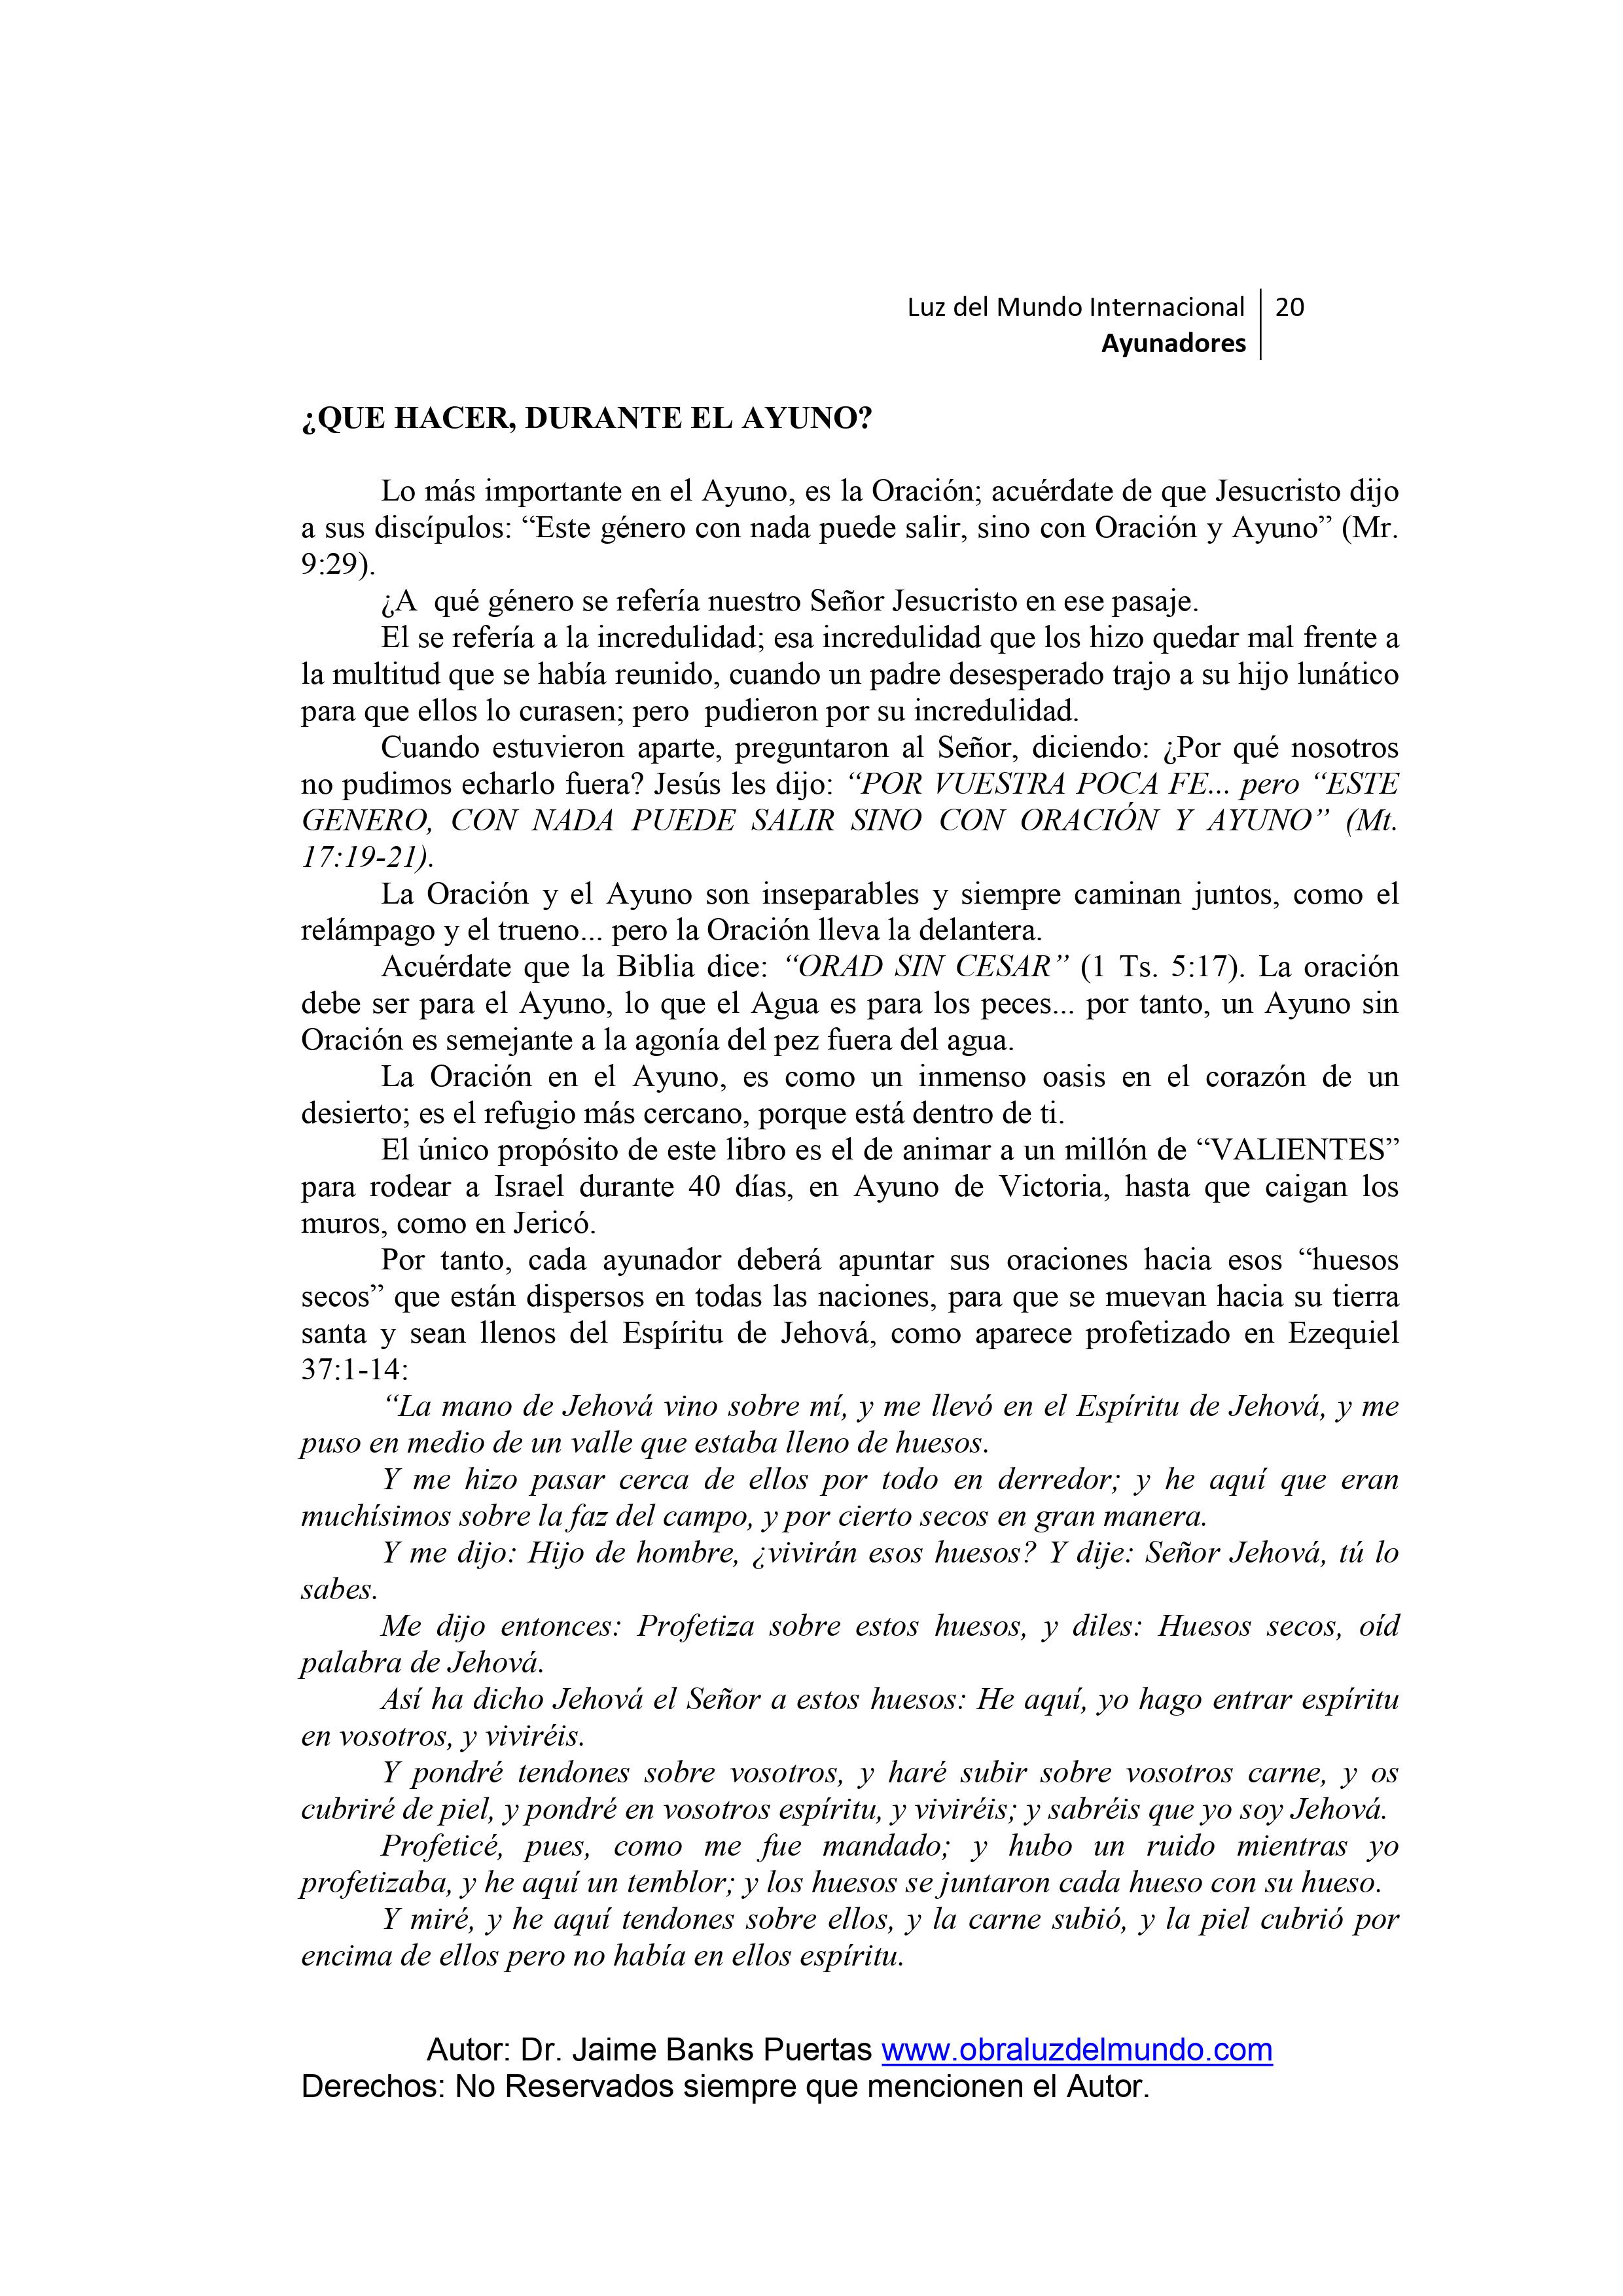 Luz del Mundo Internacional 20
Ayunadores
¿QUE HACER, DURANTE EL AYUNO?
Lo más importante en el Ayuno, es la Oración; acuérdate de que Jesucristo dijo
a sus discípulos: “Este género con nada puede salir, sino con Oración y Ayuno” (Mr.
9:29).
¿A  qué género se refería nuestro Señor Jesucristo en ese pasaje.
El se refería a la incredulidad; esa incredulidad que los hizo quedar mal frente a
la multitud que se había reunido, cuando un padre desesperado trajo a su hijo lunático
para que ellos lo curasen; pero  pudieron por su incredulidad.
Cuando estuvieron aparte, preguntaron al Señor, diciendo: ¿Por qué nosotros
no pudimos echarlo fuera? Jesús les dijo: “POR VUESTRA POCA FE... pero “ESTE
GENERO, CON NADA PUEDE SALIR SINO CON ORACIÓN Y AYUNO” (Mt.
17:19-21).
La Oración y el Ayuno son inseparables y siempre caminan juntos, como el
relámpago y el trueno... pero la Oración lleva la delantera.
Acuérdate que la Biblia dice: “ORAD SIN CESAR” (1 Ts. 5:17). La oración
debe ser para el Ayuno, lo que el Agua es para los peces... por tanto, un Ayuno sin
Oración es semejante a la agonía del pez fuera del agua.
La Oración en el Ayuno, es como un inmenso oasis en el corazón de un
desierto; es el refugio más cercano, porque está dentro de ti.
El único propósito de este libro es el de animar a un millón de “VALIENTES”
para rodear a Israel durante 40 días, en Ayuno de Victoria, hasta que caigan los
muros, como en Jericó.
Por tanto, cada ayunador deberá apuntar sus oraciones hacia esos “huesos
secos” que están dispersos en todas las naciones, para que se muevan hacia su tierra
santa y sean llenos del Espíritu de Jehová, como aparece profetizado en Ezequiel
37:1-14:
“La mano de Jehová vino sobre mí, y me llevó en el Espíritu de Jehová, y me
puso en medio de un valle que estaba lleno de huesos.
Y me hizo pasar cerca de ellos por todo en derredor; y he aquí que eran
muchísimos sobre la faz del campo, y por cierto secos en gran manera.
Y me dijo: Hijo de hombre, ¿vivirán esos huesos? Y dije: Señor Jehová, tú lo
sabes.
Me dijo entonces: Profetiza sobre estos huesos, y diles: Huesos secos, oíd
palabra de Jehová.
Así ha dicho Jehová el Señor a estos huesos: He aquí, yo hago entrar espíritu
en vosotros, y viviréis.
Y pondré tendones sobre vosotros, y haré subir sobre vosotros carne, y os
cubriré de piel, y pondré en vosotros espíritu, y viviréis; y sabréis que yo soy Jehová.
Profeticé, pues, como me fue mandado; y hubo un ruido mientras yo
profetizaba, y he aquí un temblor; y los huesos se juntaron cada hueso con su hueso.
Y miré, y he aquí tendones sobre ellos, y la carne subió, y la piel cubrió por
encima de ellos pero no había en ellos espíritu.
Autor: Dr. Jaime Banks Puertas www.obraluzdelmundo.com
Derechos: No Reservados siempre que mencionen el Autor.